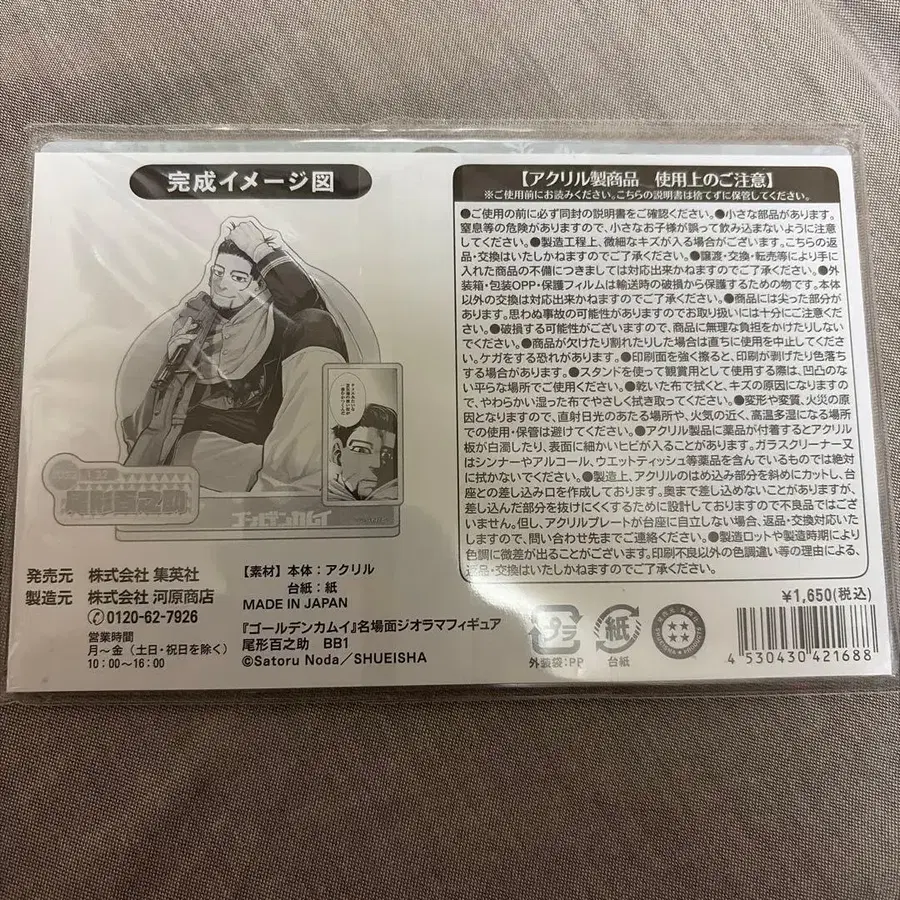 完成イメージ図
尾形百之助
ゴールデンカムイ
発売元 株式会社 集英社
製造元 株式会社 河原商店
0120-62-7926
営業時間
月〜金(土日・祝日を除く)
10:00〜16:00
【素材】本体:アクリル
台紙:紙
MADE IN JAPAN
『ゴールデンカムイ』名場面ジオラマフィギュア
尾形百之助 BB1
©Satoru Noda/SHUEISHA
【アクリル製商品 使用上のご注意】
※ご使用前にお読みください。こちらの説明書は捨てずに保管してください。
●ご使用の前に必ず同封の説明書をご確認ください。●小さな部品があります。
窒息等の危険がありますので、小さなお子様が誤って飲み込まないように注意
してください。●製造工程上、微細なキズが入る場合がございます。こちらの返
品・交換はいたしかねますのでご了承ください。●譲渡・交換・転売等により手に
入れた商品の不備につきましては対応出来かねますのでご了承ください。●外
装箱・包装OPP・保護フィルムは輸送時の破損から保護するための物です。本体
以外の交換は対応出来かねますのでご了承ください。●商品には尖った部分が
あります。思わぬ事故の可能性がありますのでお取り扱いには十分にご注意くだ
さい。●破損する可能性がございますので、商品に無理な負担をかけたりしない
でください。●商品が欠けたり割れたりした場合は直ちに使用を中止してくださ
い。ケガをする恐れがあります。●印刷面を強く擦ると、印刷が剥げたり色落ち
する場合があります。●スタンドを使って観賞用として使用する際は、凹凸のな
い平らな場所でご使用ください。●乾いた布で拭くと、キズの原因になりますの
で、やわらかい湿った布でやさしく拭き取ってください。●変形や変質、火災の原
因となりますので、直射日光のあたる場所や、火気の近く、高温多湿になる場所
での使用・保管は避けてください。●アクリル製品に薬品が付着するとアクリル
板が白濁したり、表面に細かいヒビが入ることがあります。ガラスクリーナー又
はシンナーやアルコール、ウエットティッシュ等薬品を含んでいるものでは絶対
に拭かないでください。●製造上、アクリルのはめ込み部分を斜めにカットし、台
座との差し込み口を作成しております。奥まで差し込めないことがありますが、
差し込んだ部分を抜けにくくするために設計しておりますので不良品ではござ
いません。但し、アクリルプレートが台座に自立しない場合、返品・交換対応いた
しますので、問い合わせ先までご連絡ください。●製造ロットや製造時期により
色調に微差が出ることがございます。印刷不良以外の色調違い等の理由による、
返品・交換はいたしかねますのでご了承ください。
¥1,650(税込)
プラ
外装袋:PP
紙
台紙
4 530430 421688